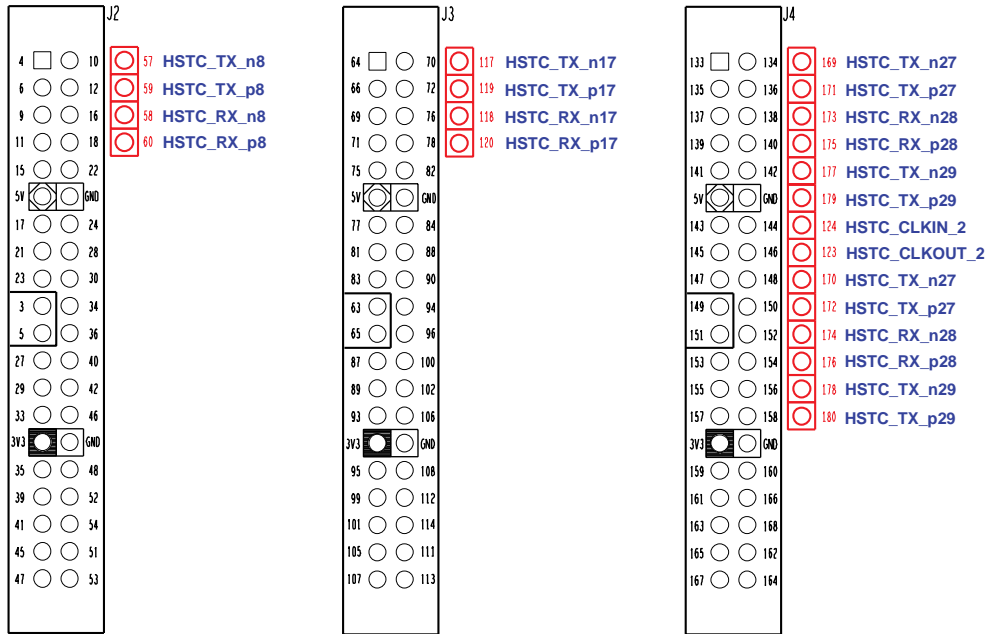 J2
4 10 57 HSTC_TX_n8
6 12 59 HSTC_TX_p8
9 16 58 HSTC_RX_n8
11 18 60 HSTC_RX_p8
15 22
5V GND
17 24
21 28
23 30
3 34
5 36
27 40
29 42
33 46
3V3 GND
35 48
39 52
41 54
45 51
47 53
J3
64 70 117 HSTC_TX_n17
66 72 119 HSTC_TX_p17
69 76 118 HSTC_RX_n17
71 78 120 HSTC_RX_p17
75 82
5V GND
77 84
81 88
83 90
63 94
65 96
87 100
89 102
93 106
3V3 GND
95 108
99 112
101 114
105 111
107 113
J4
133 134 169 HSTC_TX_n27
135 136 171 HSTC_TX_p27
137 138 173 HSTC_RX_n28
139 140 175 HSTC_RX_p28
141 142 177 HSTC_TX_n29
5V GND 179 HSTC_TX_p29
143 144 124 HSTC_CLKIN_2
145 146 123 HSTC_CLKOUT_2
147 148 170 HSTC_TX_n27
149 150 172 HSTC_TX_p27
151 152 174 HSTC_RX_n28
153 154 176 HSTC_RX_p28
155 156 178 HSTC_TX_n29
157 158 180 HSTC_TX_p29
3V3 GND
159 160
161 166
163 168
165 162
167 164